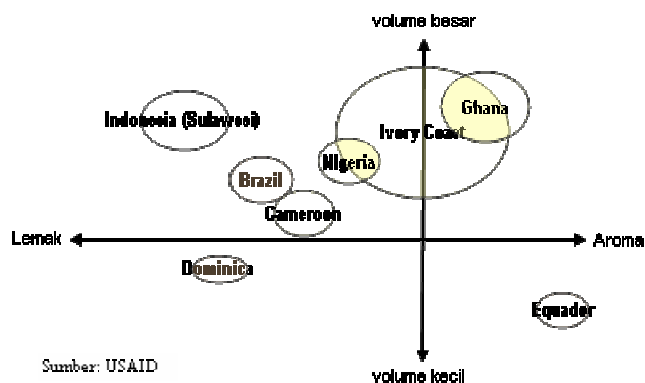 volume besar
Ghana
Indonesia (Sulawesi)
Ivory Coast
Nigeria
Brazil
Cameroon
Lemak
Aroma
Dominica
Equador
Sumber: USAID
volume kecil